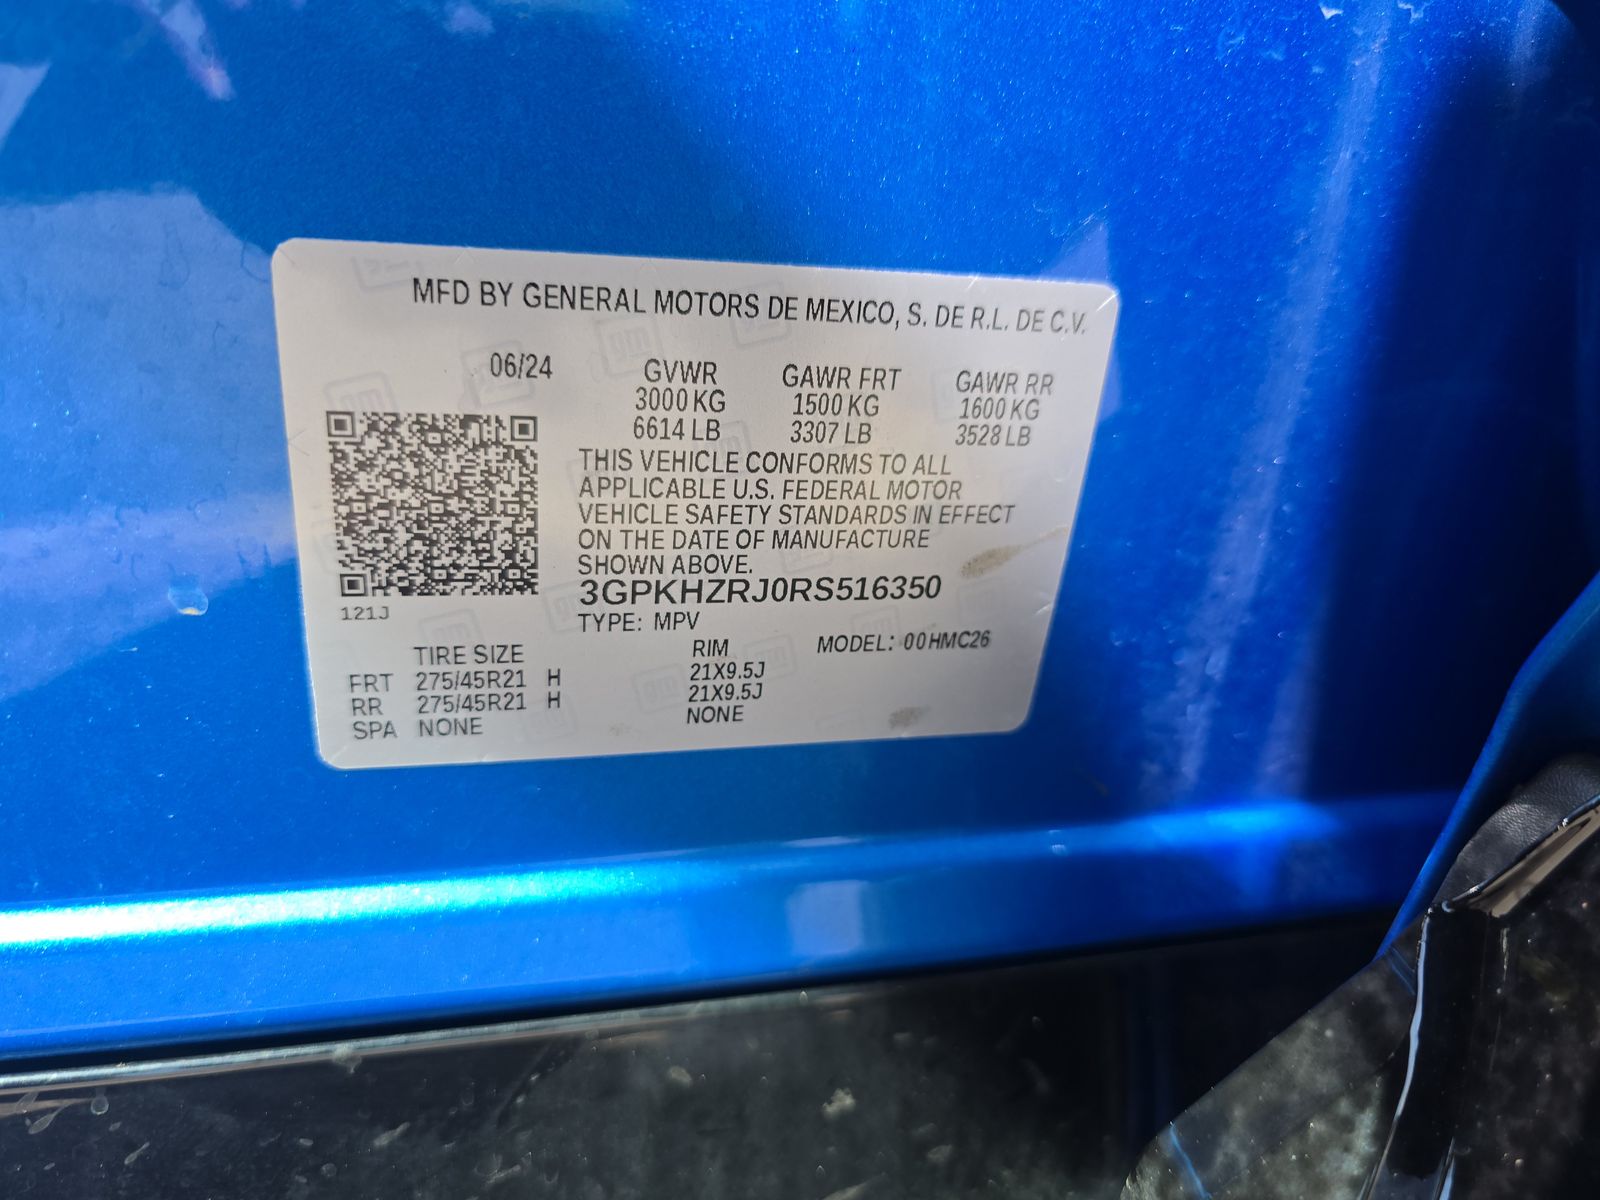 MFD BY GENERAL MOTORS DE MEXICO, S. DE R.L. DE C.V.
06/24 GVWR GAWR FRT GAWR RR
3000 KG 1500 KG 1600 KG
6614 LB 3307 LB 3528 LB
THIS VEHICLE CONFORMS TO ALL
APPLICABLE U.S. FEDERAL MOTOR
VEHICLE SAFETY STANDARDS IN EFFECT
ON THE DATE OF MANUFACTURE
SHOWN ABOVE.
3GPKHZRJ0RS516350
121J
TYPE: MPV
TIRE SIZE RIM MODEL: 00HMC26
FRT 275/45R21 H 21X9.5J
RR 275/45R21 H 21X9.5J
SPA NONE NONE